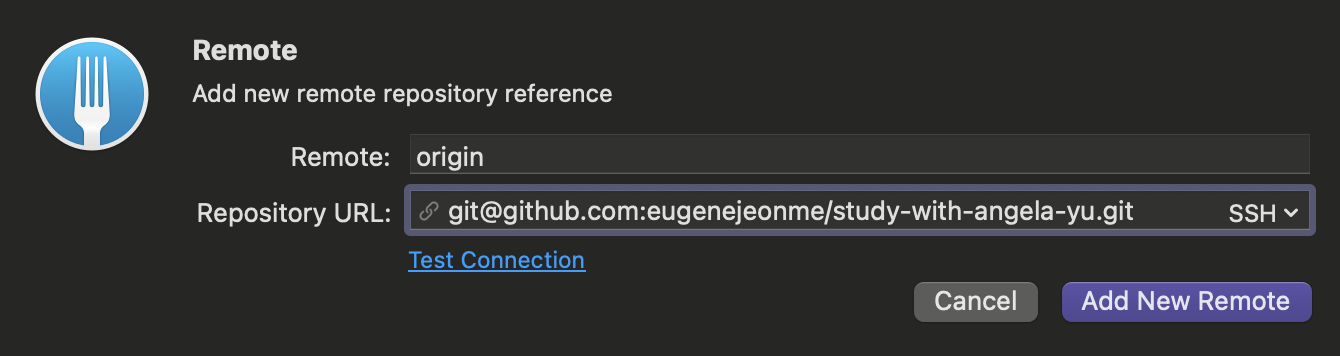 Remote
Add new remote repository reference
Remote: origin
Repository URL: git@github.com:eugenejeonme/study-with-angela-yu.git SSH
Test Connection
Cancel Add New Remote